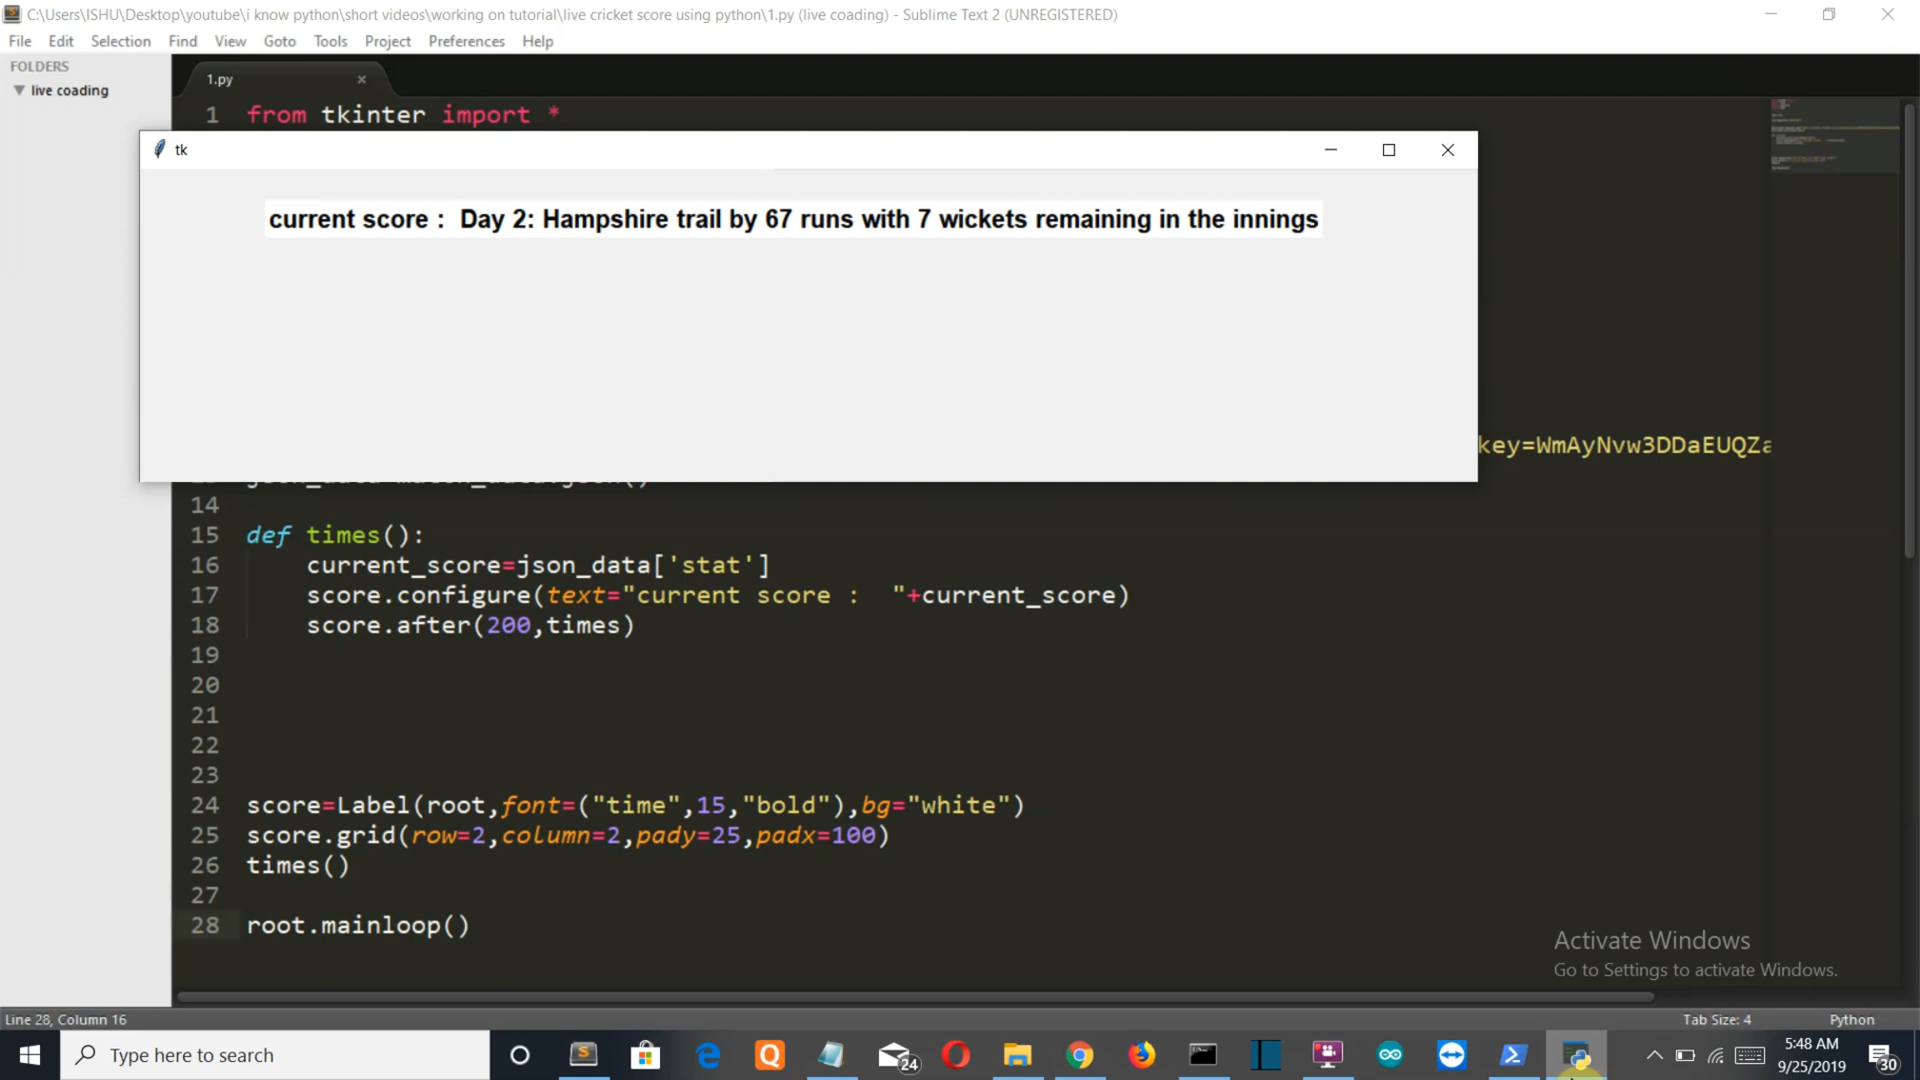 C:\Users\ISHU\Desktop\youtube\i know python\short videos\working on tutorial\live cricket score using python\1.py (live coading) - Sublime Text 2 (UNREGISTERED)
File Edit Selection Find View Goto Tools Project Preferences Help
FOLDERS
live coading
1.py
1 from tkinter import *
tk
current score :  Day 2: Hampshire trail by 67 runs with 7 wickets remaining in the innings
key=WmAyNvw3DDaEUQZa
14
15 def times():
16 current_score=json_data['stat']
17 score.configure(text="current score :  "+current_score)
18 score.after(200,times)
19
20
21
22
23
24 score=Label(root,font=("time",15,"bold"),bg="white")
25 score.grid(row=2,column=2,pady=25,padx=100)
26 times()
27
28 root.mainloop()
Activate Windows
Go to Settings to activate Windows.
Line 28, Column 16
Tab Size: 4
Python
Type here to search
24
5:48 AM
9/25/2019
30